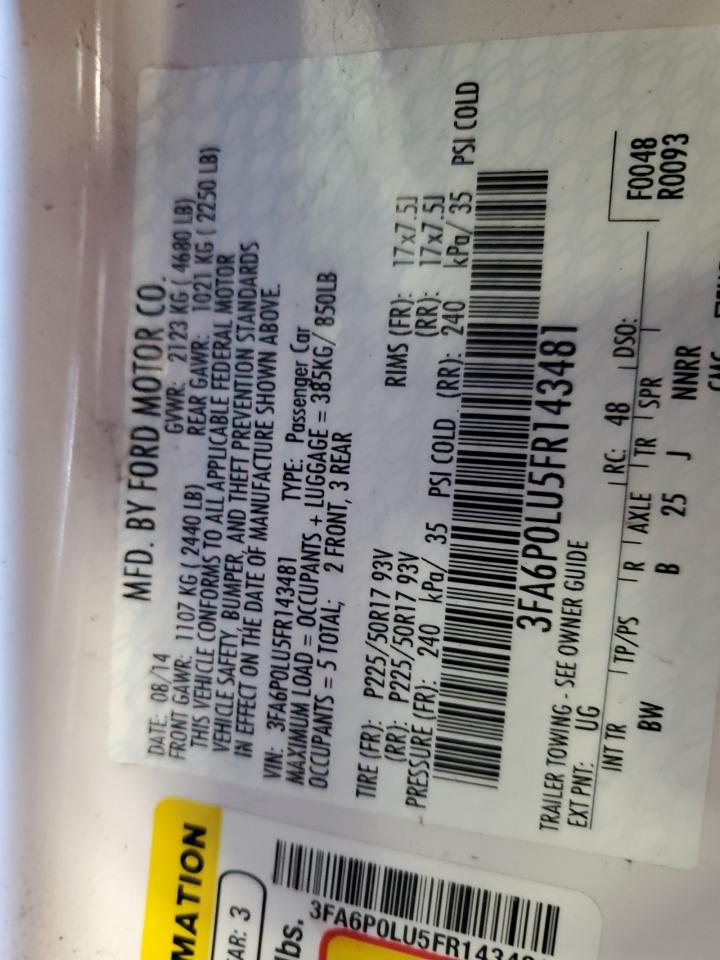 MFD. BY FORD MOTOR CO.
DATE: 08/14 GVWR: 2123 KG ( 4680 LB)
FRONT GAWR: 1107 KG ( 2440 LB) REAR GAWR: 1021 KG ( 2250 LB)
THIS VEHICLE CONFORMS TO ALL APPLICABLE FEDERAL MOTOR
VEHICLE SAFETY, BUMPER, AND THEFT PREVENTION STANDARDS
IN EFFECT ON THE DATE OF MANUFACTURE SHOWN ABOVE.
VIN: 3FA6P0LU5FR143481 TYPE: Passenger Car
MAXIMUM LOAD = OCCUPANTS + LUGGAGE = 385KG/ 850LB
OCCUPANTS = 5 TOTAL; 2 FRONT, 3 REAR
TIRE (FR): P225/50R17 93V RIMS (FR): 17x7.5J
(RR): P225/50R17 93V (RR): 17x7.5J
PRESSURE (FR): 240 kPa/ 35 PSI COLD (RR): 240 kPa/ 35 PSI COLD
3FA6P0LU5FR143481
TRAILER TOWING - SEE OWNER GUIDE
EXT PNT: UG RC: 48 DSO: F0048
R0093
INT TR TP/PS R AXLE TR SPR
BW B 25 J NNRR
MATION
EAR: 3
lbs.
3FA6P0LU5FR1434